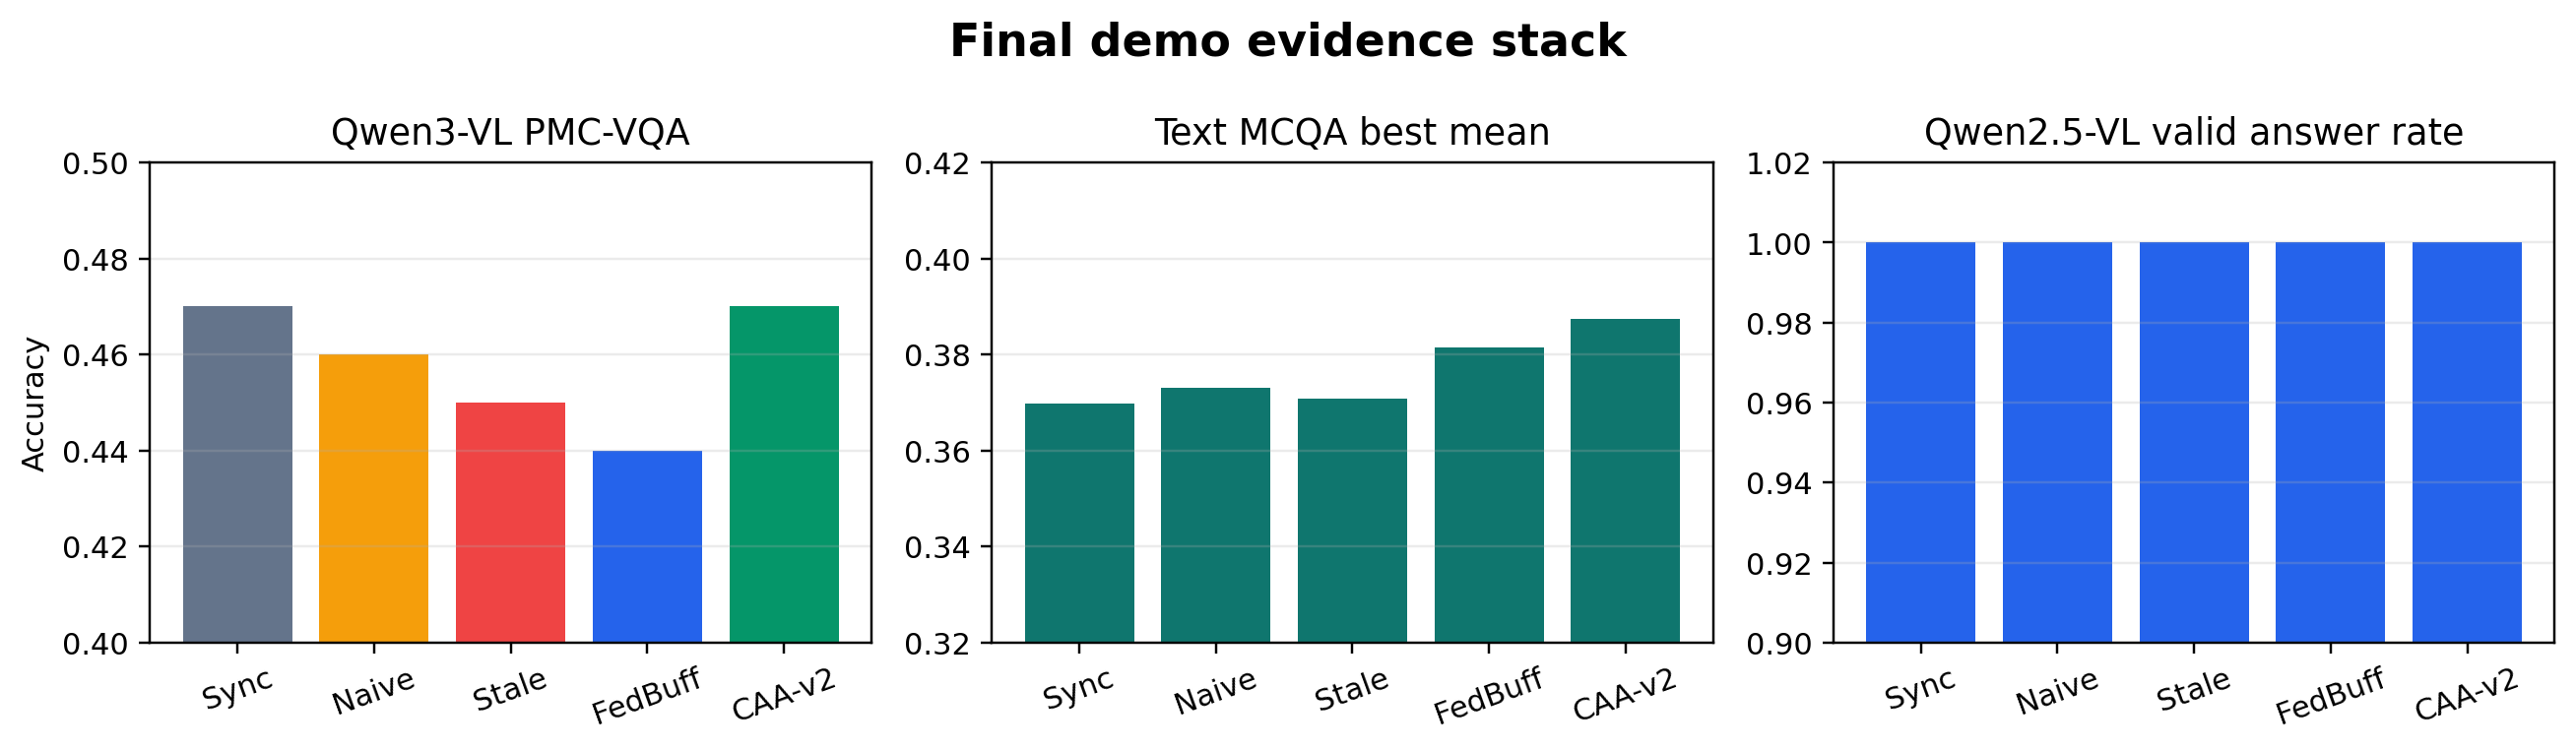 Final demo evidence stack
Qwen3-VL PMC-VQA
Accuracy
0.50
0.48
0.46
0.44
0.42
0.40
Sync
Naive
Stale
FedBuff
CAA-v2
Text MCQA best mean
0.42
0.40
0.38
0.36
0.34
0.32
Sync
Naive
Stale
FedBuff
CAA-v2
Qwen2.5-VL valid answer rate
1.02
1.00
0.98
0.96
0.94
0.92
0.90
Sync
Naive
Stale
FedBuff
CAA-v2